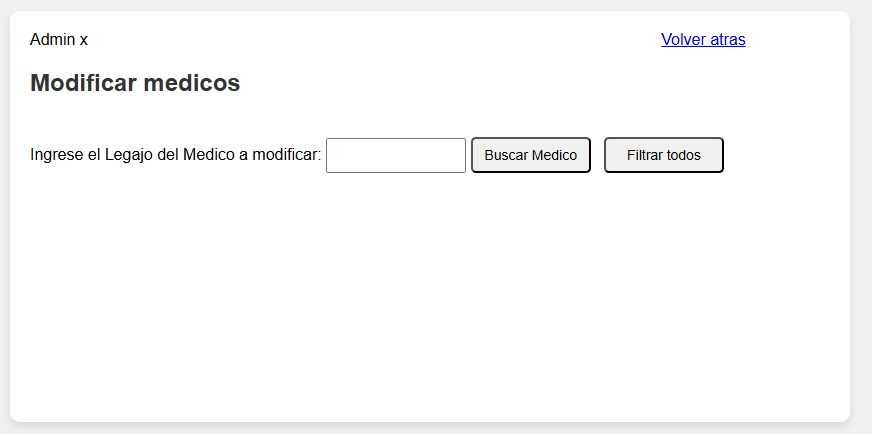 Admin x Volver atras
Modificar medicos
Ingrese el Legajo del Medico a modificar: Buscar Medico Filtrar todos